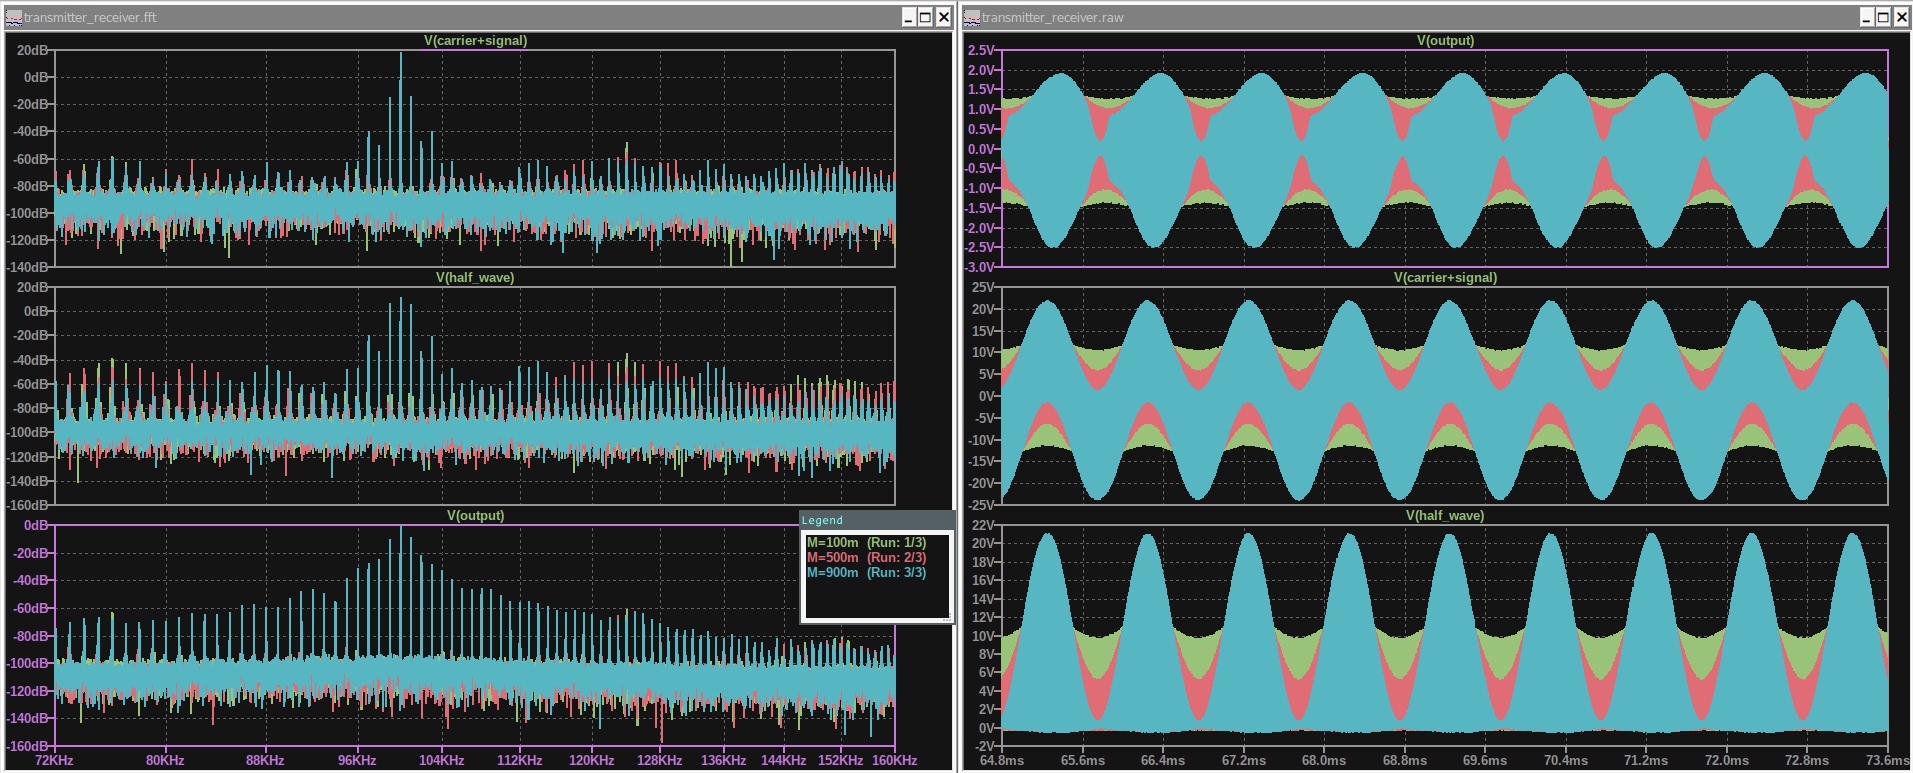 transmitter_receiver.fft
V(carrier+signal)
20dB
0dB
-20dB
-40dB
-60dB
-80dB
-100dB
-120dB
-140dB
V(half_wave)
20dB
0dB
-20dB
-40dB
-60dB
-80dB
-100dB
-120dB
-140dB
-160dB
V(output)
0dB
-20dB
-40dB
-60dB
-80dB
-100dB
-120dB
-140dB
-160dB
72KHz 80KHz 88KHz 96KHz 104KHz 112KHz 120KHz 128KHz 136KHz 144KHz 152KHz 160KHz
Legend
M=100m (Run: 1/3)
M=500m (Run: 2/3)
M=900m (Run: 3/3)
transmitter_receiver.raw
V(output)
2.5V
2.0V
1.5V
1.0V
0.5V
0.0V
-0.5V
-1.0V
-1.5V
-2.0V
-2.5V
-3.0V
V(carrier+signal)
25V
20V
15V
10V
5V
0V
-5V
-10V
-15V
-20V
-25V
V(half_wave)
22V
20V
18V
16V
14V
12V
10V
8V
6V
4V
2V
0V
-2V
64.8ms 65.6ms 66.4ms 67.2ms 68.0ms 68.8ms 69.6ms 70.4ms 71.2ms 72.0ms 72.8ms 73.6ms